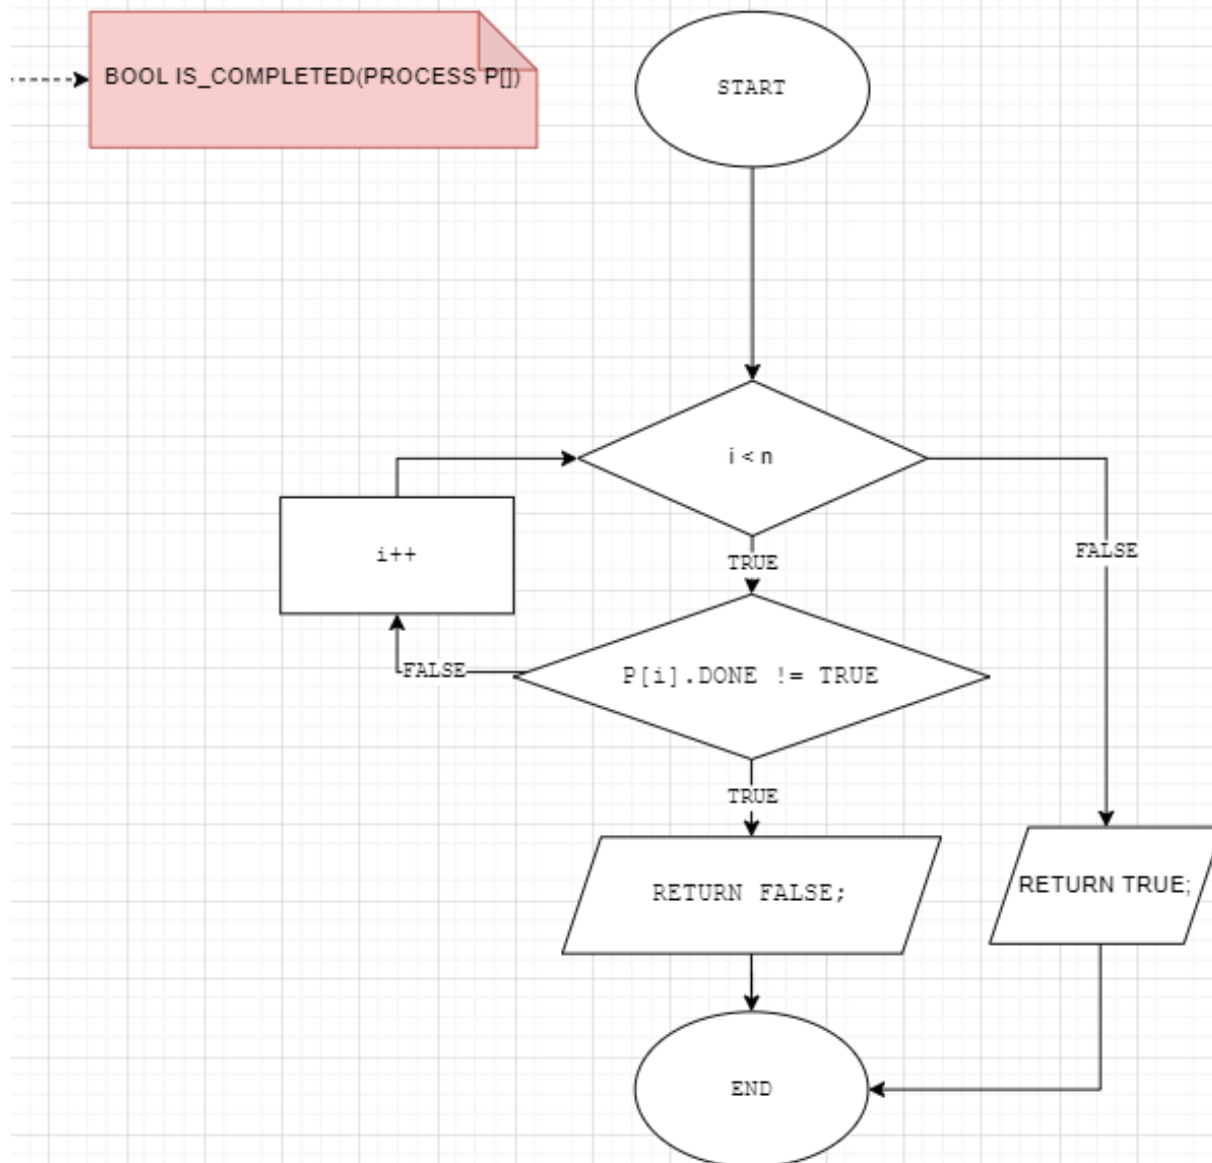 BOOL IS_COMPLETED(PROCESS P[])
START
i < n
TRUE
FALSE
i++
P[i].DONE != TRUE
FALSE
TRUE
RETURN FALSE;
RETURN TRUE;
END